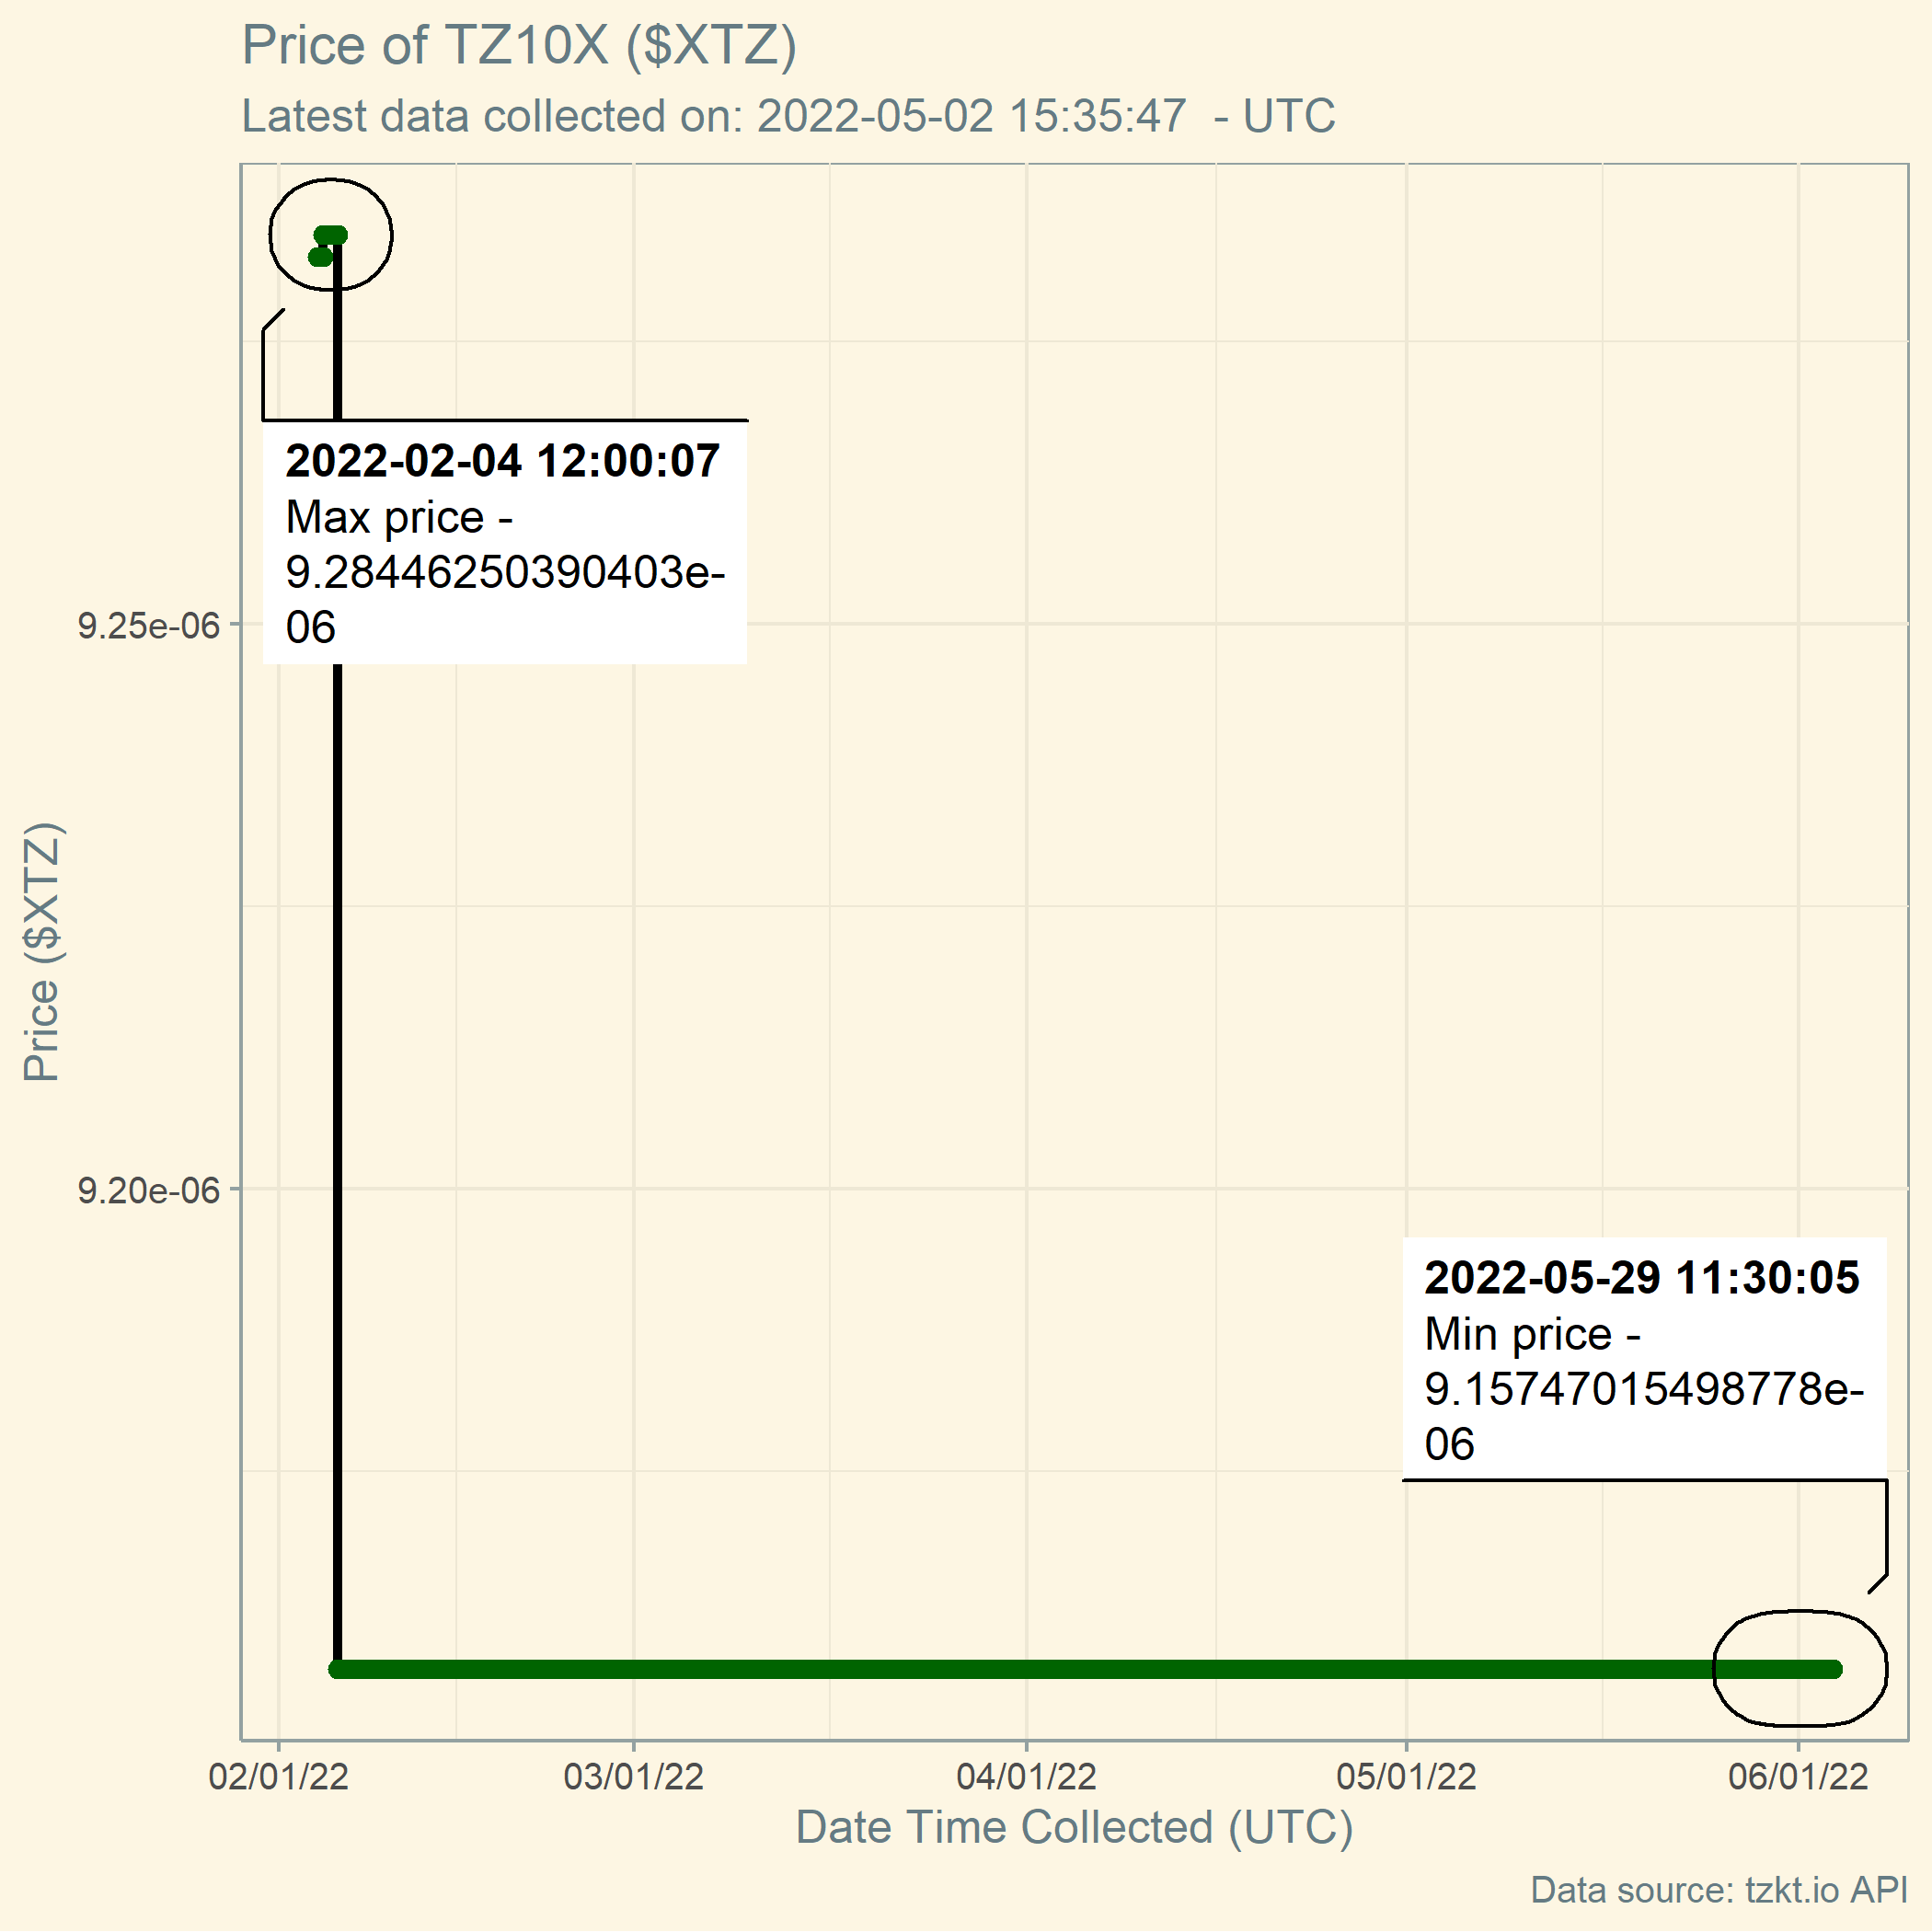 Price of TZ10X ($XTZ)
Latest data collected on: 2022-05-02 15:35:47  - UTC
2022-02-04 12:00:07
Max price -
9.28446250390403e-
06
9.25e-06
Price ($XTZ)
9.20e-06
2022-05-29 11:30:05
Min price -
9.15747015498778e-
06
02/01/22 03/01/22 04/01/22 05/01/22 06/01/22
Date Time Collected (UTC)
Data source: tzkt.io API